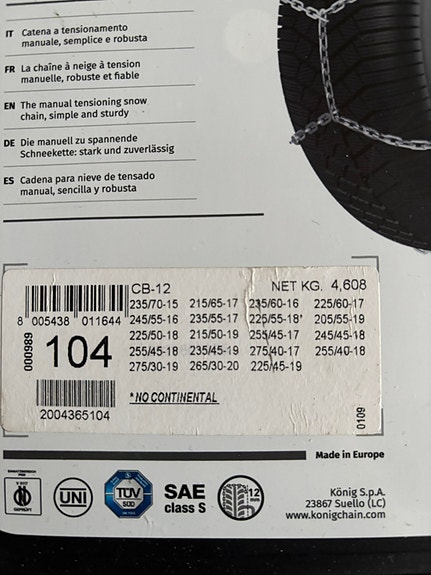 IT Catena a tensionamento
manuale, semplice e robusta
FR La chaîne à neige à tension
manuelle, robuste et fiable
EN The manual tensioning snow
chain, simple and sturdy
DE Die manuell zu spannende
Schneekette: stark und zuverlässig
ES Cadena para nieve de tensado
manual, sencilla y robusta
CB-12 NET KG. 4,608
235/70-15 215/65-17 235/60-16 225/60-17
245/55-16 235/55-17 225/55-18* 205/55-19
225/50-18 215/50-19 255/45-17 245/45-18
255/45-18 235/45-19 275/40-17 255/40-18
275/30-19 265/30-20 225/45-19
8 005438 011644
000989
104
*NO CONTINENTAL
2004365104
0109
Made in Europe
UNI
TÜV
SÜD
SAE
class S
12
mm
König S.p.A.
23867 Suello (LC)
www.konigchain.com